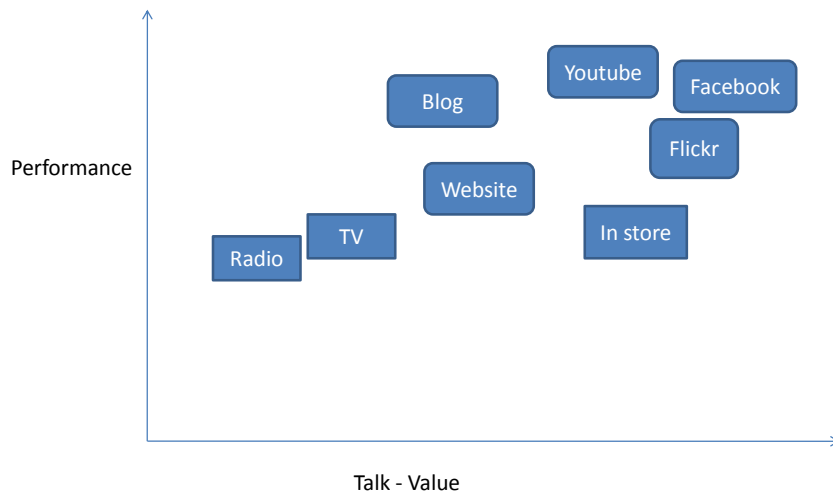 Youtube
Facebook
Blog
Flickr
Performance
Website
In store
TV
Radio
Talk - Value